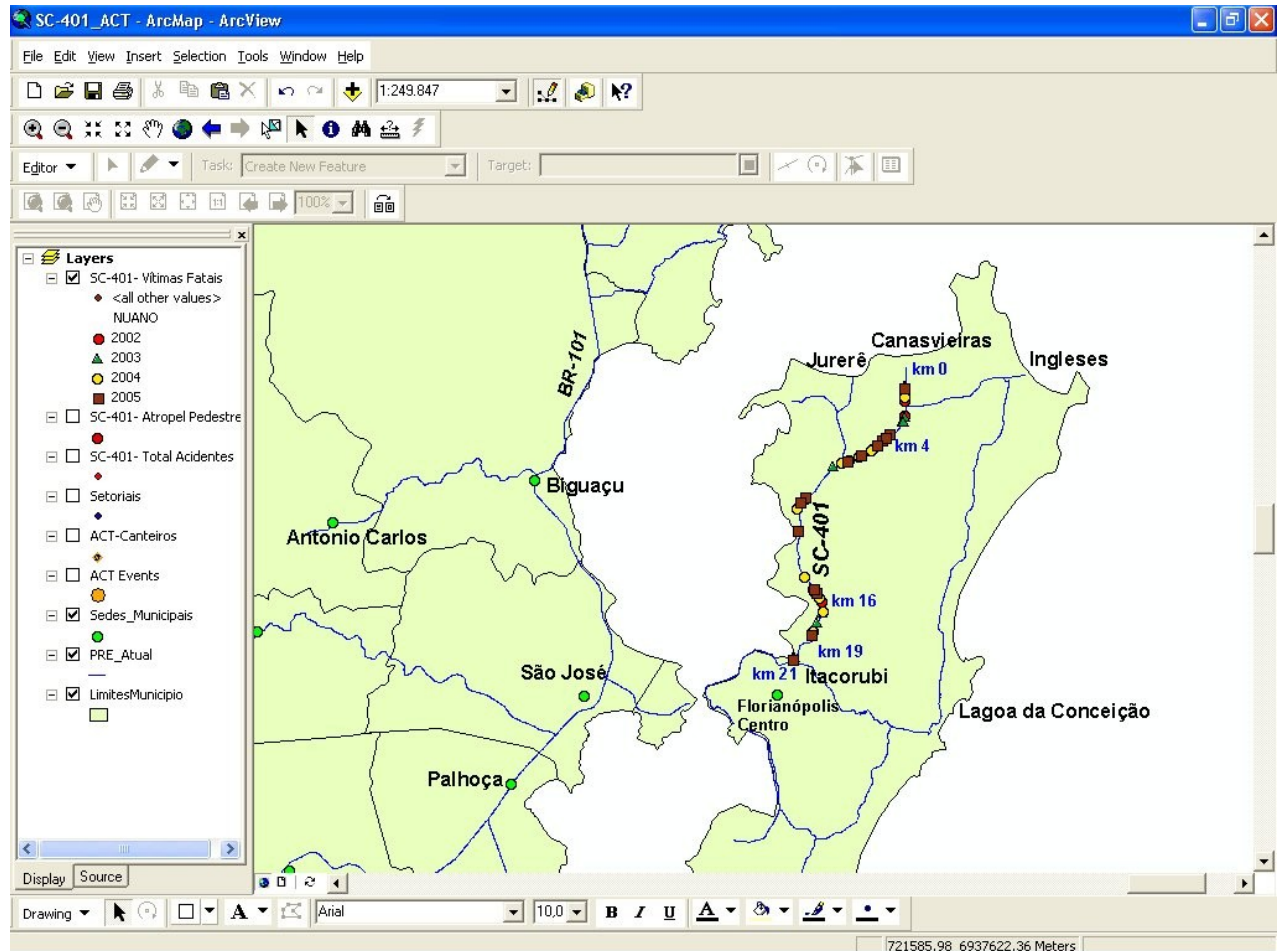 SC-401_ACT - ArcMap - ArcView
File Edit View Insert Selection Tools Window Help
1:249.847
Editor Task: Create New Feature Target:
1:1 100%
Layers
SC-401- Vítimas Fatais
<all other values>
NUANO
2002
2003
2004
2005
SC-401- Atropel Pedestre
SC-401- Total Acidentes
Setoriais
ACT-Canteiros
ACT Events
Sedes_Municipais
PRE_Atual
LimitesMunicipio
Display Source
BR-101
Canasvieiras
Jurerê
Ingleses
km 0
km 4
Biguaçu
Antonio Carlos
SC-401
km 16
km 19
São José
km 21 Itacorubi
Florianópolis
Centro
Lagoa da Conceição
Palhoça
Drawing A Arial 10,0 B I U A
721585.98 6937622.36 Meters